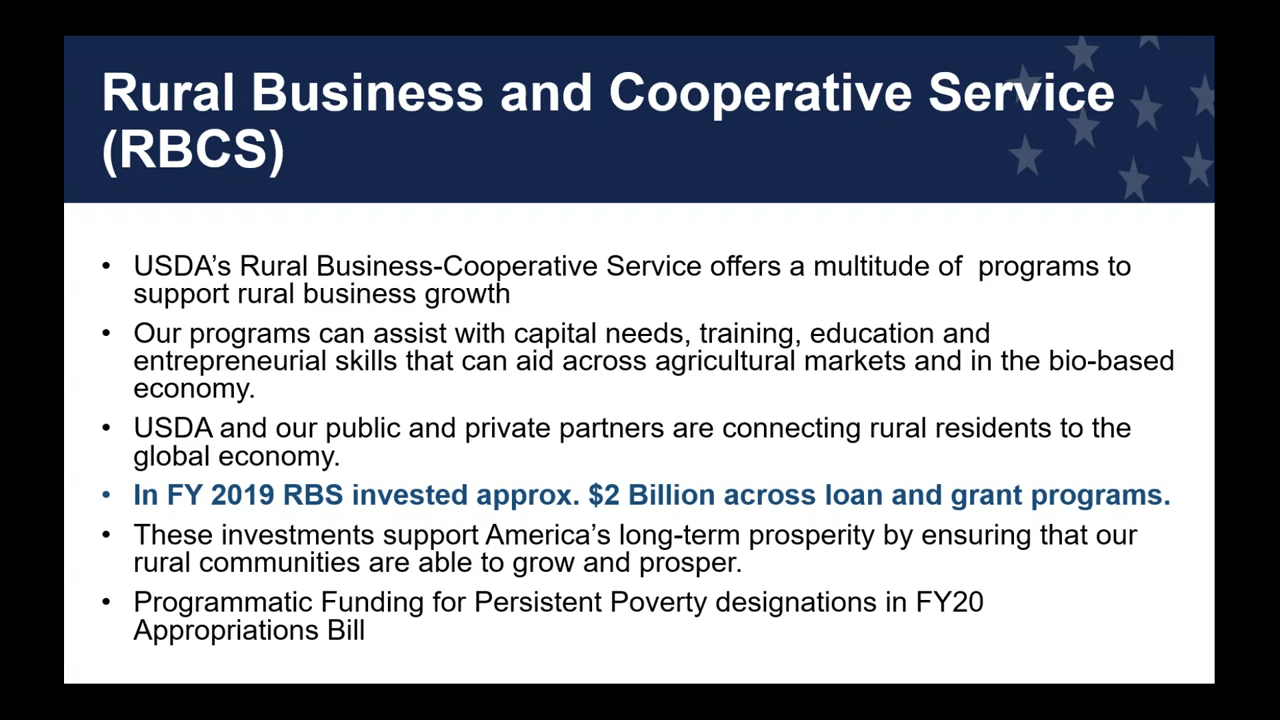 Rural Business and Cooperative Service
(RBCS)
• USDA’s Rural Business-Cooperative Service offers a multitude of  programs to
support rural business growth
• Our programs can assist with capital needs, training, education and
entrepreneurial skills that can aid across agricultural markets and in the bio-based
economy.
• USDA and our public and private partners are connecting rural residents to the
global economy.
• In FY 2019 RBS invested approx. $2 Billion across loan and grant programs.
• These investments support America’s long-term prosperity by ensuring that our
rural communities are able to grow and prosper.
• Programmatic Funding for Persistent Poverty designations in FY20
Appropriations Bill